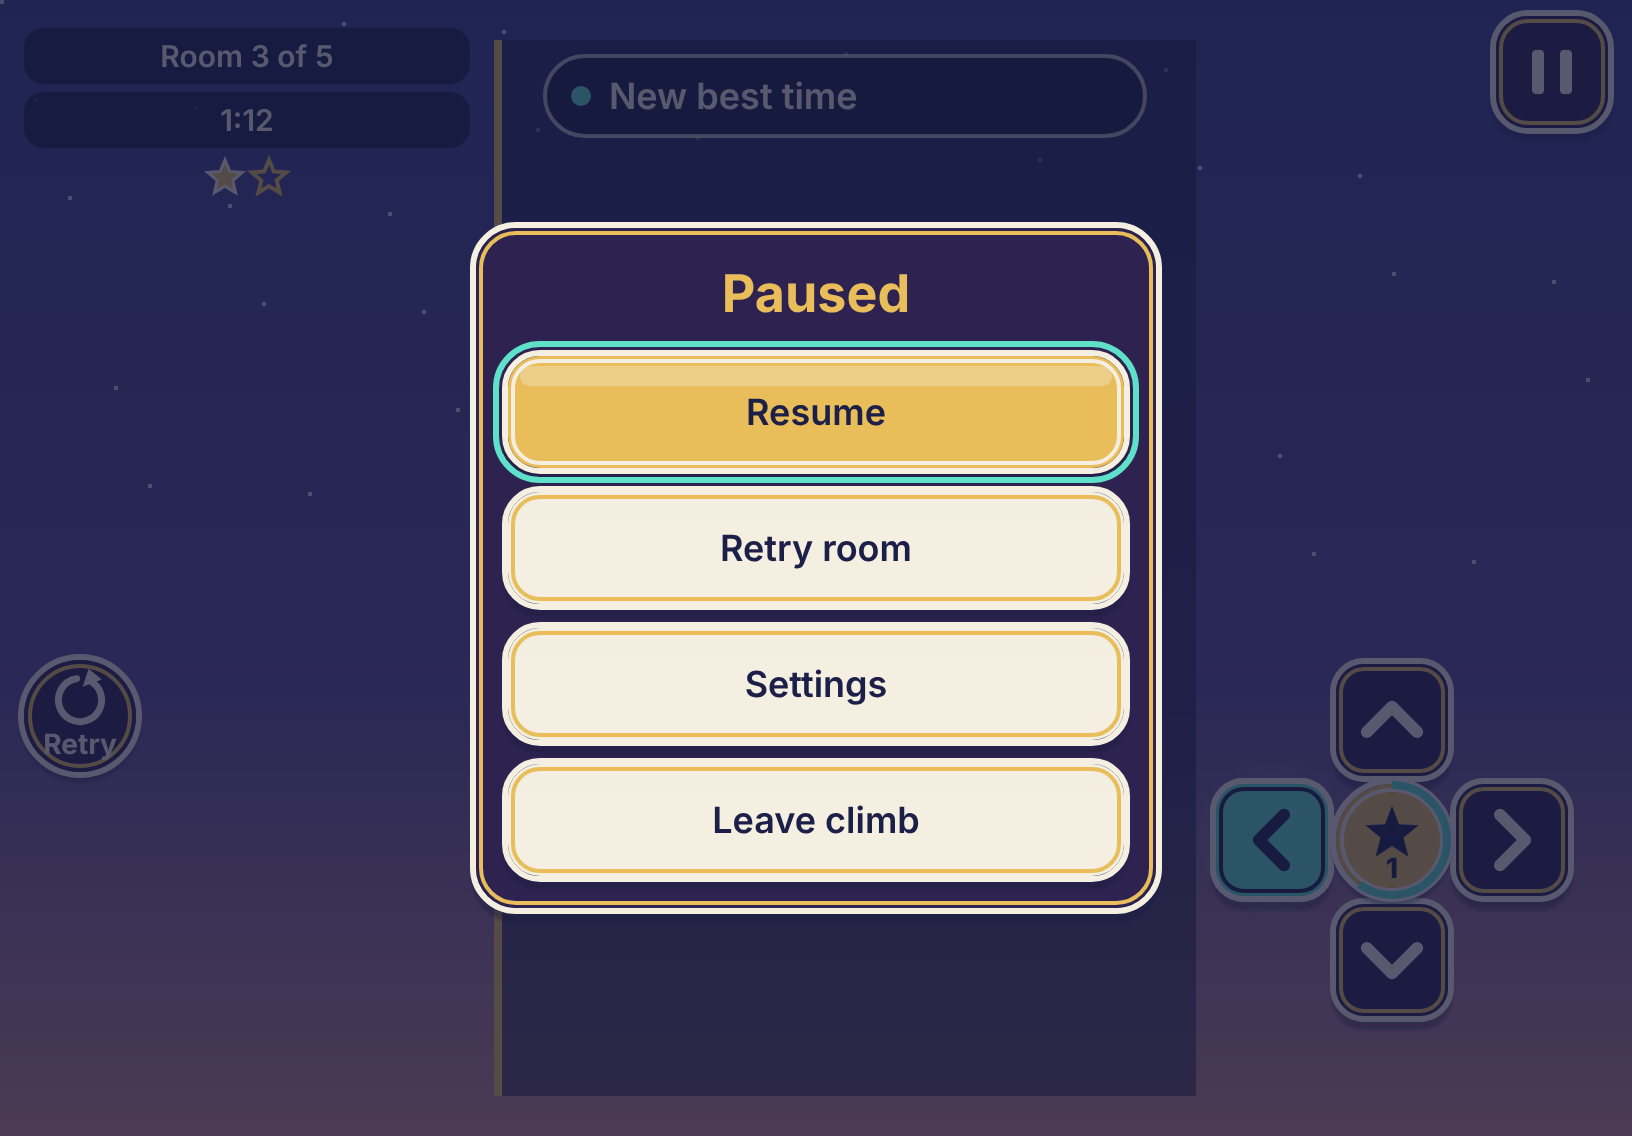 Room 3 of 5
1:12
New best time
Paused
Resume
Retry room
Settings
Leave climb
Retry
1